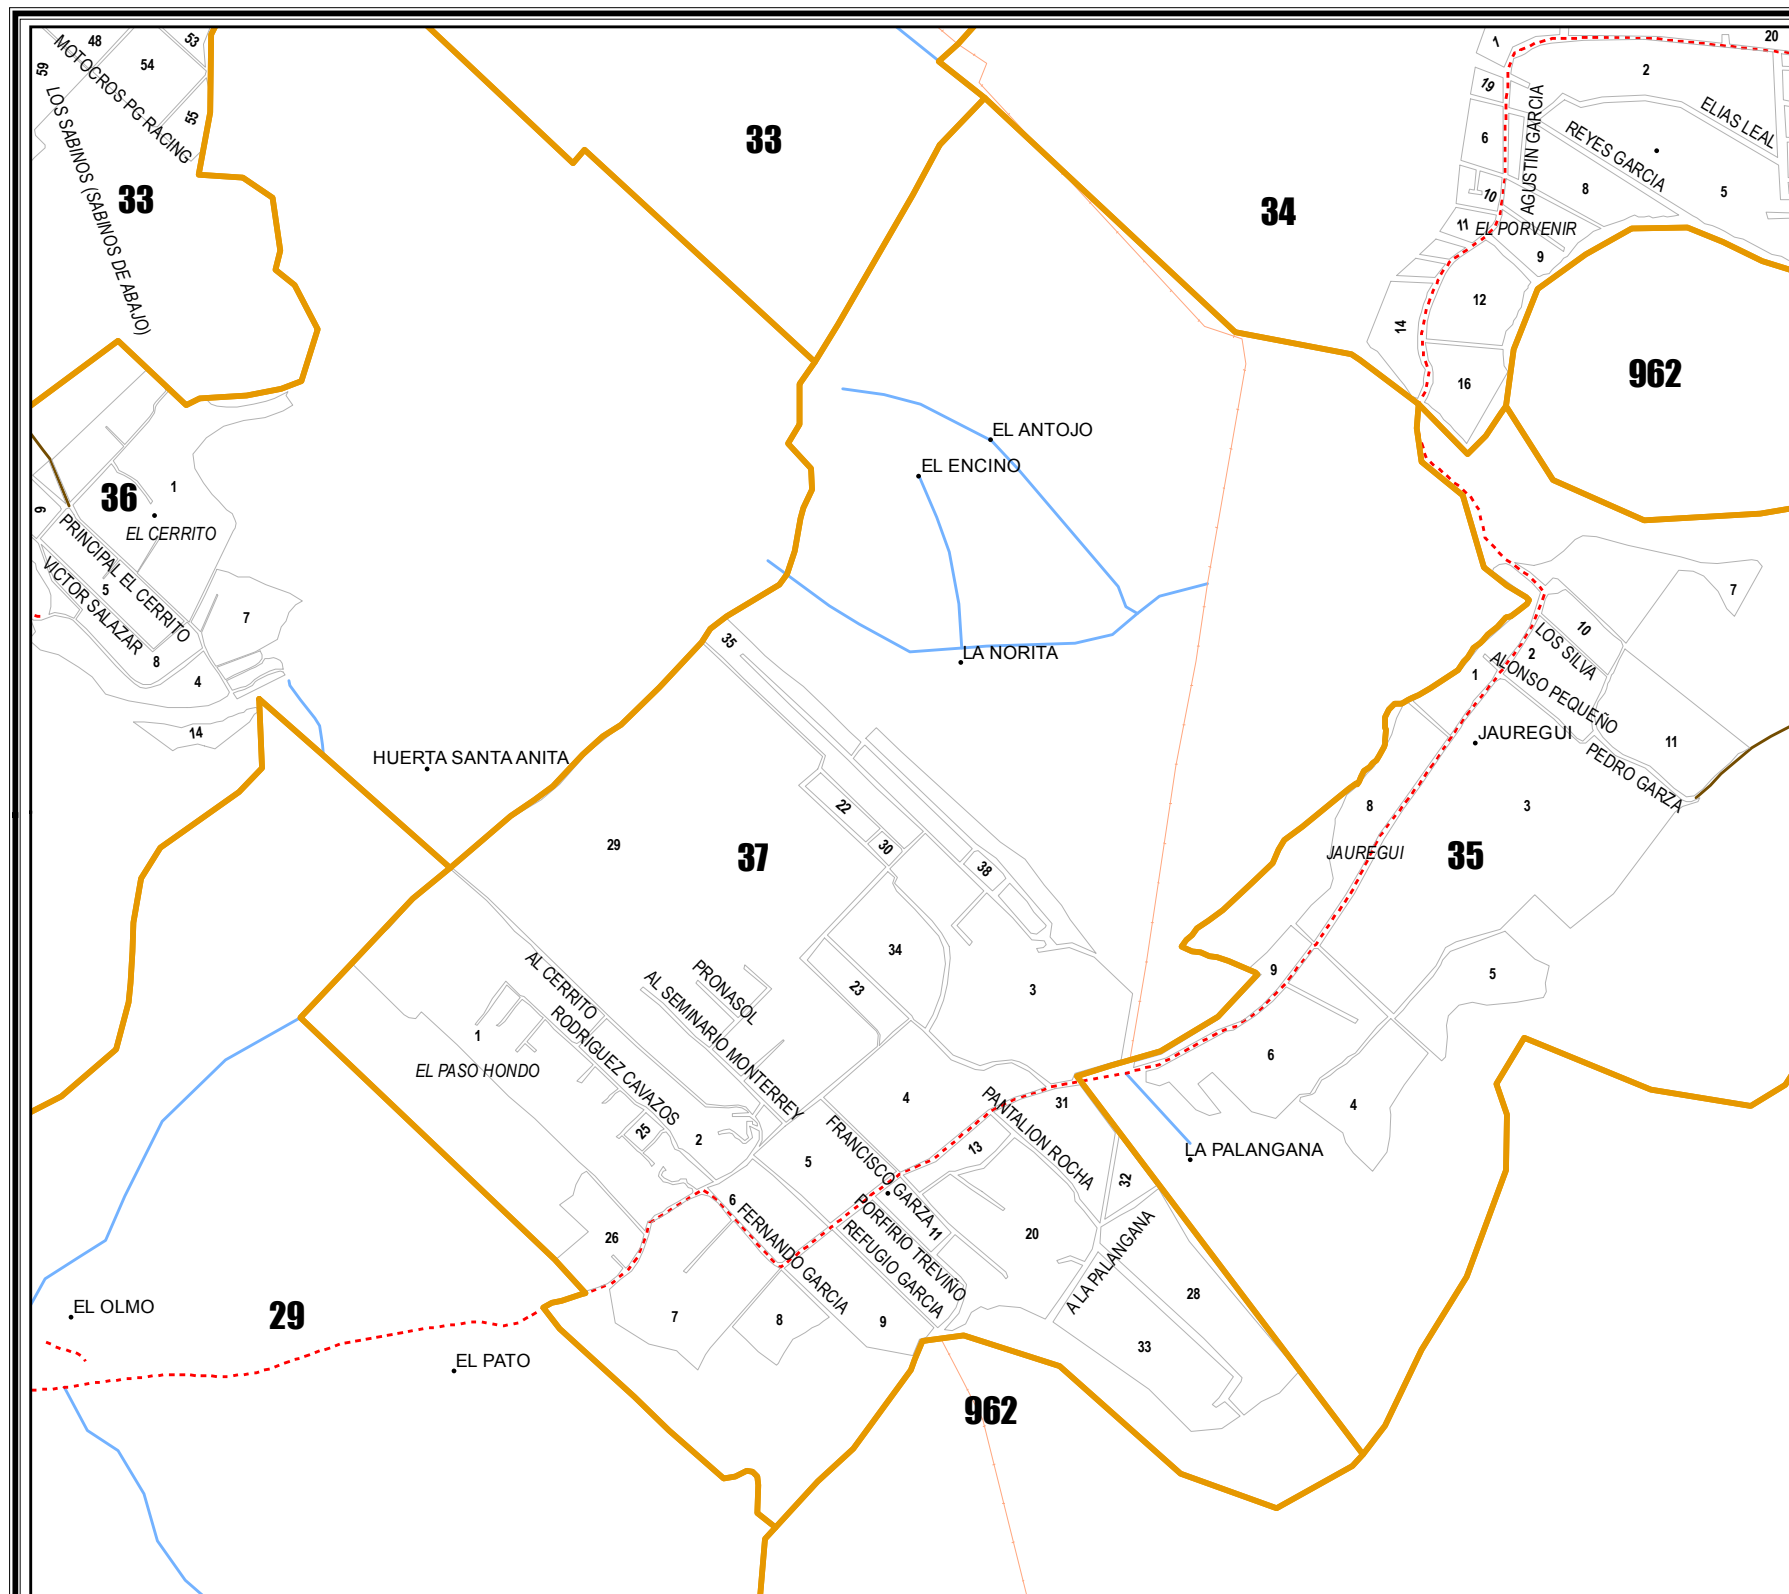 48
53
54
59
55
MOTOCROS PG RACING
LOS SABINOS (SABINOS DE ABAJO)
33
33
34
1
20
2
19
6
AGUSTIN GARCIA
ELIAS LEAL
REYES GARCIA
8
5
10
11
EL PORVENIR
9
12
14
16
962
EL ANTOJO
EL ENCINO
LA NORITA
36
1
9
EL CERRITO
PRINCIPAL EL CERRITO
VICTOR SALAZAR
5
7
8
4
14
HUERTA SANTA ANITA
35
7
10
LOS SILVA
2
ALONSO PEQUEÑO
1
JAUREGUI
11
PEDRO GARZA
3
8
JAUREGUI
35
22
30
29
37
38
34
23
3
9
5
6
4
AL CERRITO
PRONASOL
AL SEMINARIO MONTERREY
RODRIGUEZ CAVAZOS
1
EL PASO HONDO
25
2
4
31
PANTALION ROCHA
FRANCISCO GARZA
13
5
LA PALANGANA
32
6
FERNANDO GARCIA
PORFIRIO TREVIÑO
REFUGIO GARCIA
11
20
A LA PALANGANA
26
28
7
8
9
33
EL OLMO
29
EL PATO
962